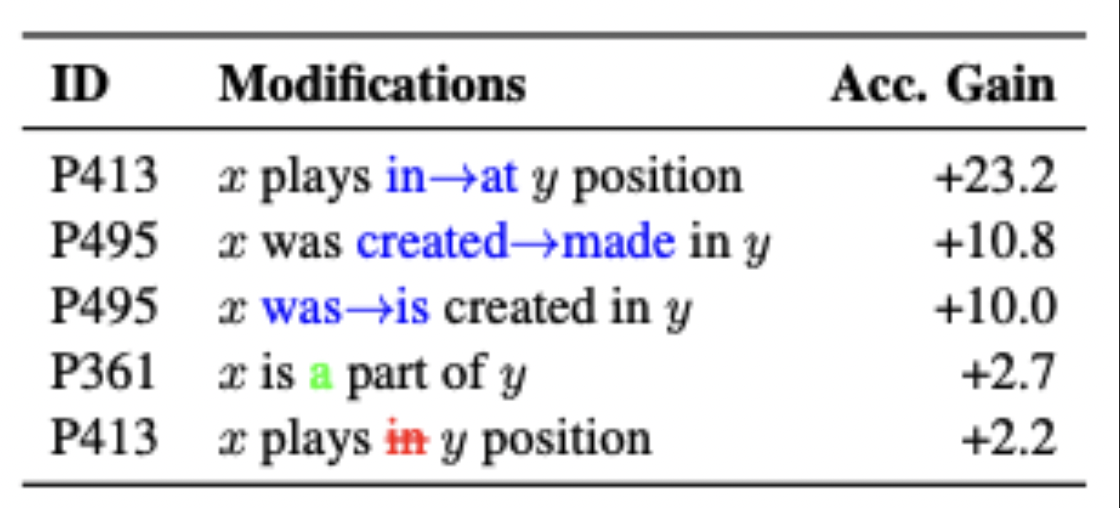 ID Modifications Acc. Gain
P413 x plays in→at y position +23.2
P495 x was created→made in y +10.8
P495 x was→is created in y +10.0
P361 x is a part of y +2.7
P413 x plays in y position +2.2